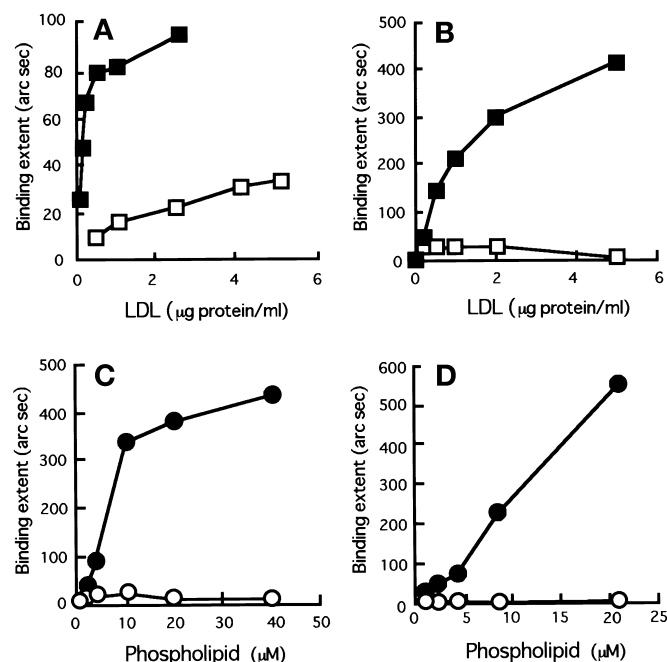 A
Binding extent (arc sec)
100
80
60
40
20
0
0 2 4 6
LDL (μg protein/ml)
B
Binding extent (arc sec)
500
400
300
200
100
0
0 2 4 6
LDL (μg protein/ml)
C
Binding extent (arc sec)
500
400
300
200
100
0
0 10 20 30 40 50
Phospholipid (μM)
D
Binding extent (arc sec)
600
500
400
300
200
100
0
0 5 10 15 20 25
Phospholipid (μM)